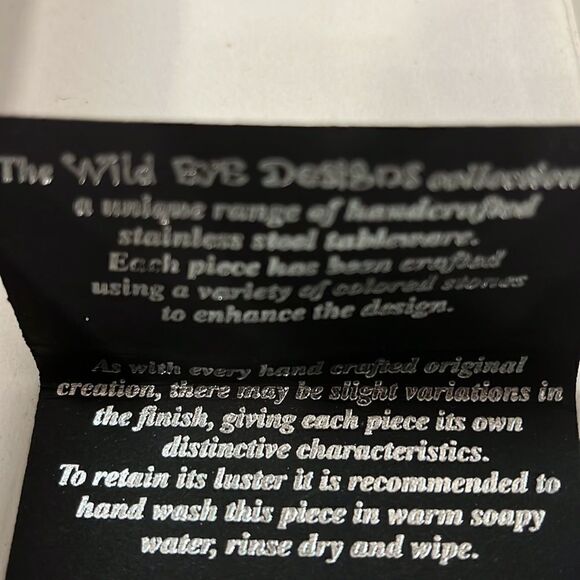 The Wild Eye Designs collection
a unique range of handcrafted
stainless steel tableware.
Each piece has been crafted
using a variety of colored stones
to enhance the design.
As with every hand crafted original
creation, there may be slight variations in
the finish, giving each piece its own
distinctive characteristics.
To retain its luster it is recommended to
hand wash this piece in warm soapy
water, rinse dry and wipe.